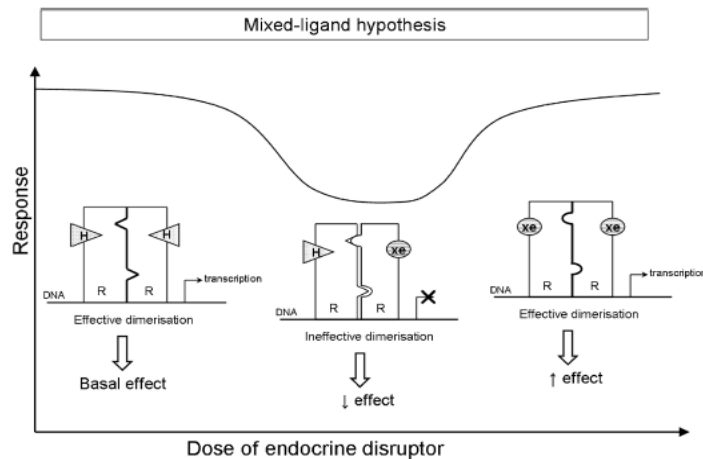 Mixed-ligand hypothesis
Response
H H
DNA R R transcription
Effective dimerisation
Basal effect
H xe
DNA R R
Ineffective dimerisation
↓ effect
xe xe
DNA R R transcription
Effective dimerisation
↑ effect
Dose of endocrine disruptor